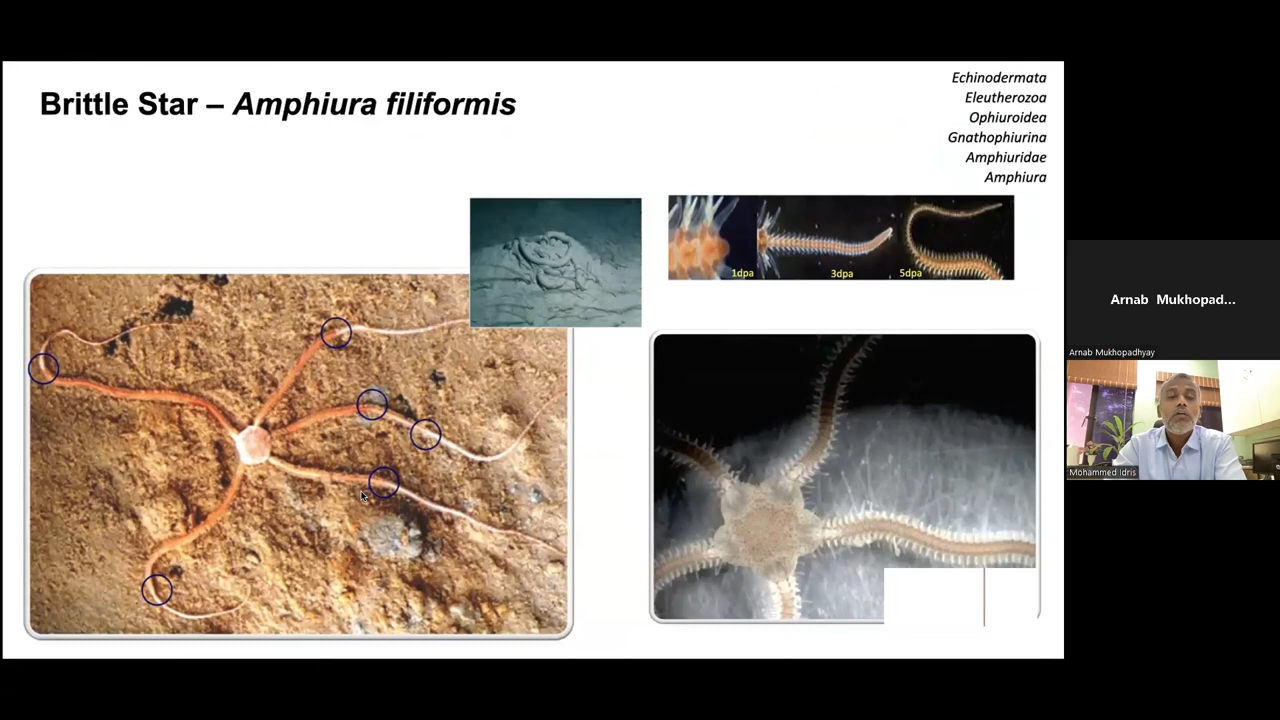 Brittle Star – Amphiura filiformis
Echinodermata
Eleutherozoa
Ophiuroidea
Gnathophiurina
Amphiuridae
Amphiura
1dpa
3dpa
5dpa
Arnab Mukhopad...
Arnab Mukhopadhyay
Mohammed Idris